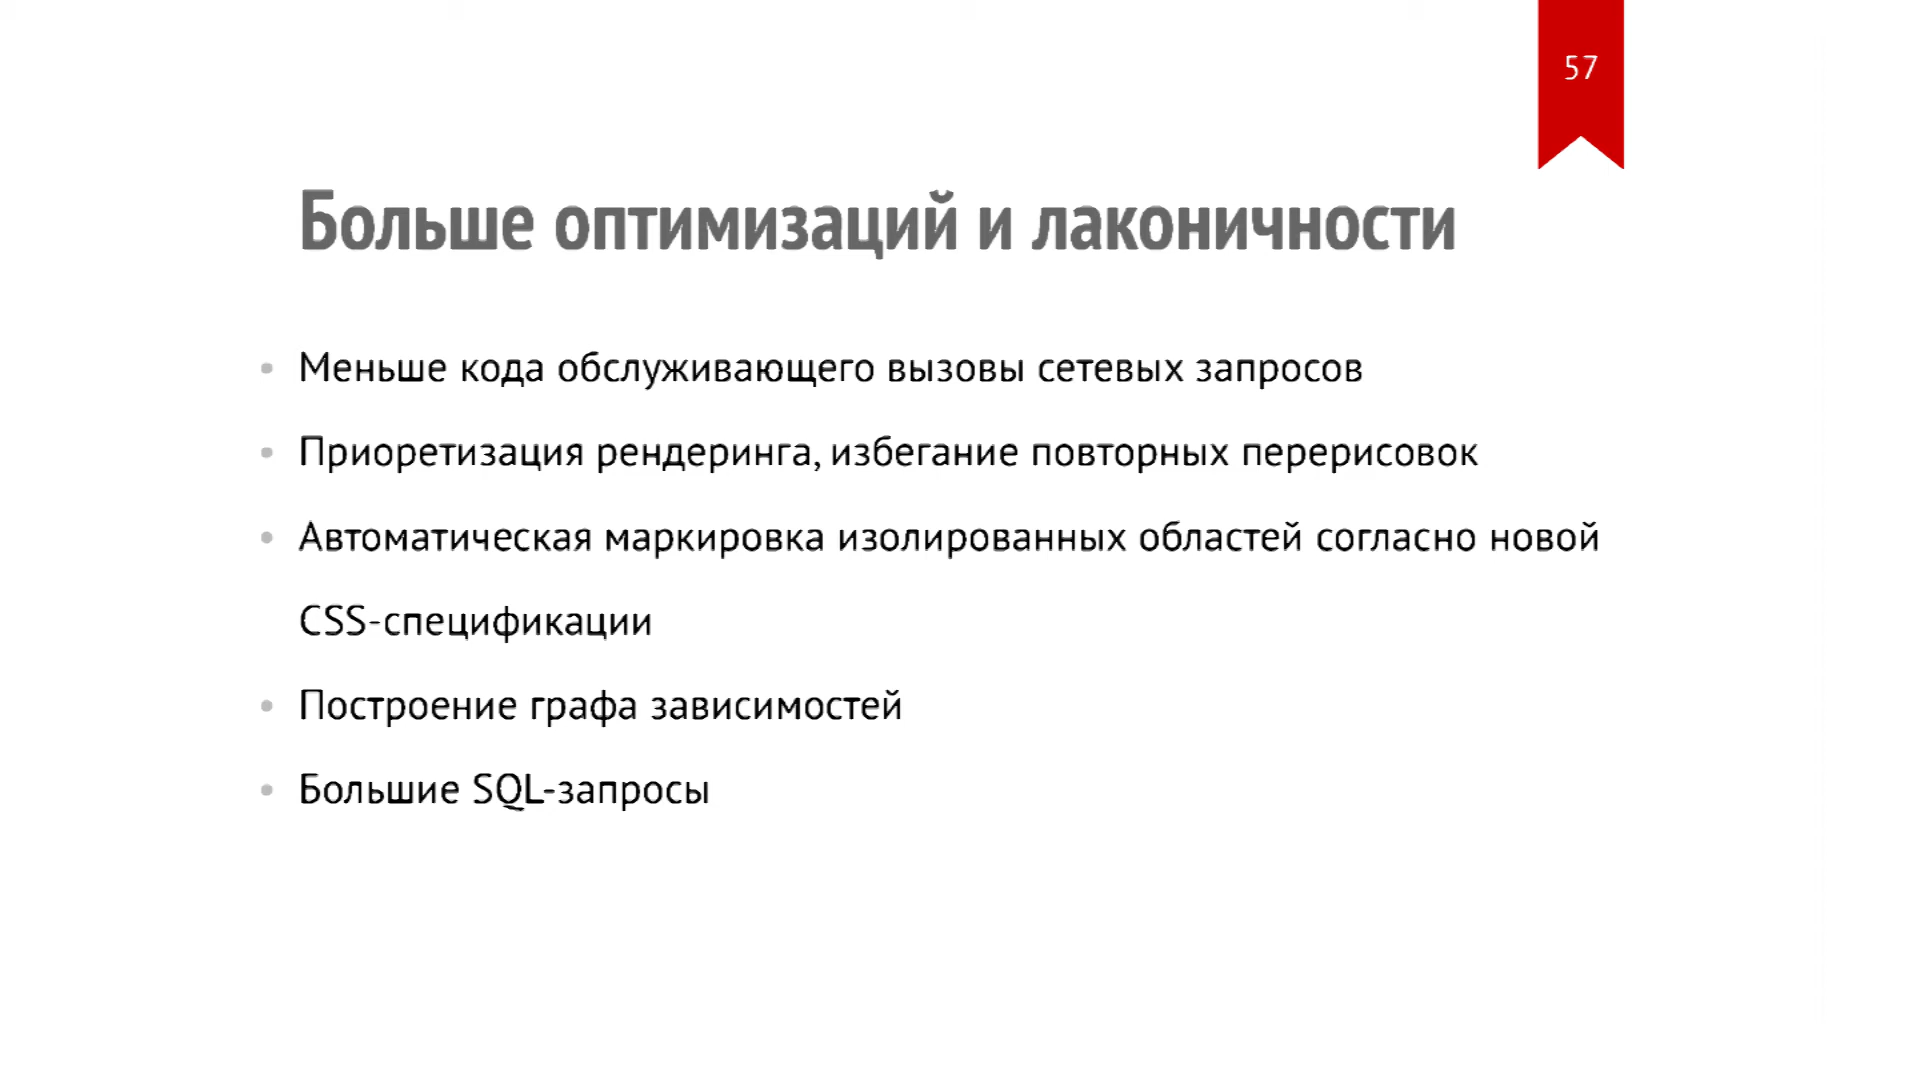 57
Больше оптимизаций и лаконичности
• Меньше кода обслуживающего вызовы сетевых запросов
• Приоретизация рендеринга, избегание повторных перерисовок
• Автоматическая маркировка изолированных областей согласно новой
CSS-спецификации
• Построение графа зависимостей
• Большие SQL-запросы